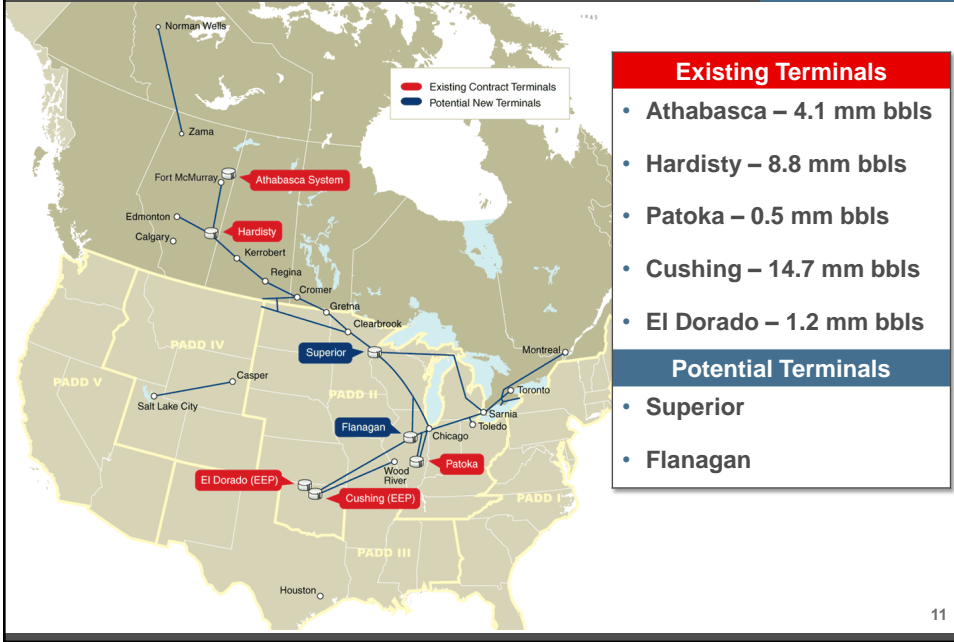 Norman Wells
Existing Contract Terminals
Potential New Terminals
Zama
Fort McMurray
Athabasca System
Edmonton
Hardisty
Calgary
Kerrobert
Regina
Cromer
Gretna
Clearbrook
Superior
Montreal
PADD IV
Casper
PADD V
PADD II
Toronto
Salt Lake City
Sarnia
Flanagan
Toledo
Chicago
Patoka
Wood
River
El Dorado (EEP)
Cushing (EEP)
PADD I
PADD III
Houston
Existing Terminals
• Athabasca – 4.1 mm bbls
• Hardisty – 8.8 mm bbls
• Patoka – 0.5 mm bbls
• Cushing – 14.7 mm bbls
• El Dorado – 1.2 mm bbls
Potential Terminals
• Superior
• Flanagan
11